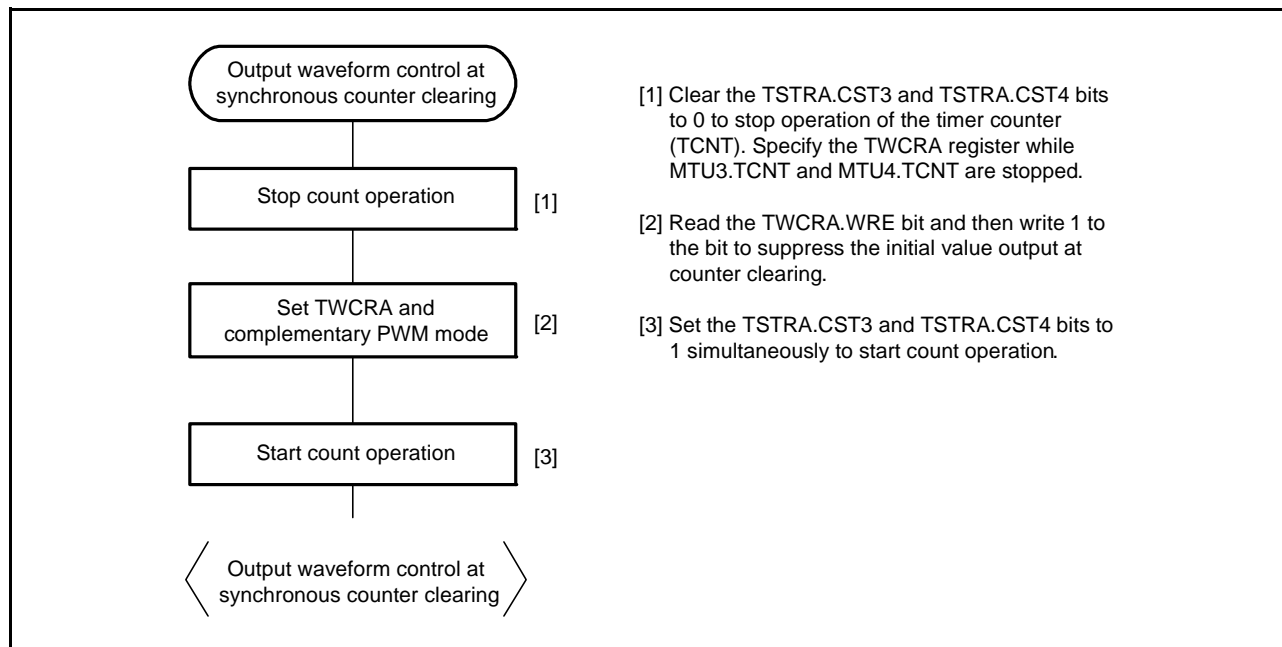 Output waveform control at
synchronous counter clearing
Stop count operation
[1]
Set TWCRA and
complementary PWM mode
[2]
Start count operation
[3]
Output waveform control at
synchronous counter clearing
[1] Clear the TSTRA.CST3 and TSTRA.CST4 bits
to 0 to stop operation of the timer counter
(TCNT). Specify the TWCRA register while
MTU3.TCNT and MTU4.TCNT are stopped.
[2] Read the TWCRA.WRE bit and then write 1 to
the bit to suppress the initial value output at
counter clearing.
[3] Set the TSTRA.CST3 and TSTRA.CST4 bits to
1 simultaneously to start count operation.